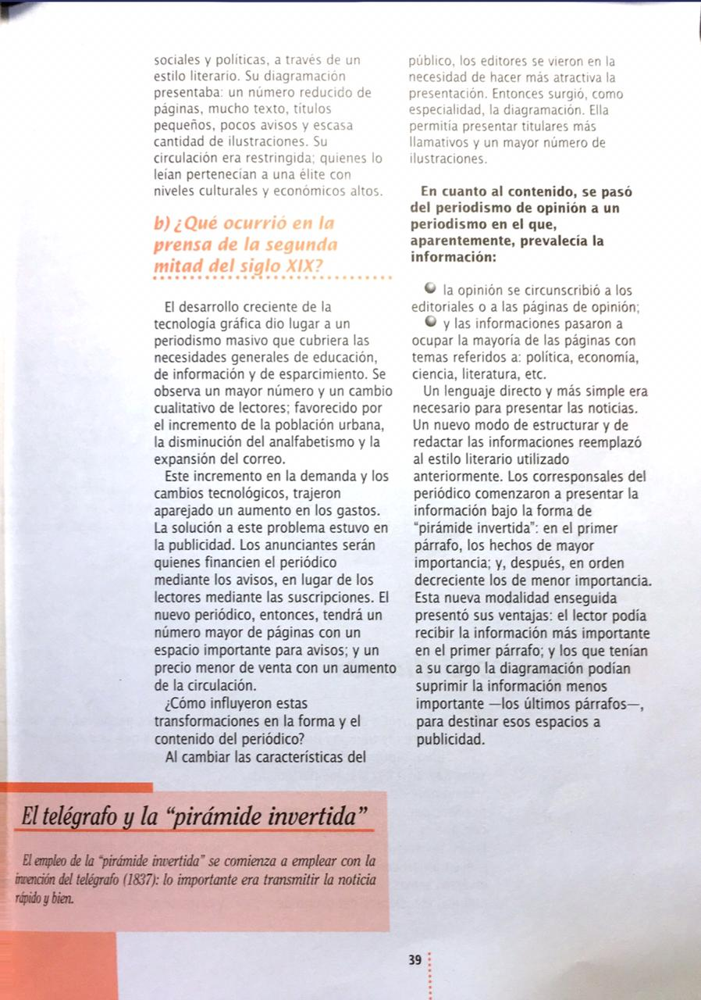 sociales y políticas, a través de un
estilo literario. Su diagramación
presentaba: un número reducido de
páginas, mucho texto, títulos
pequeños, pocos avisos y escasa
cantidad de ilustraciones. Su
circulación era restringida; quienes lo
leían pertenecían a una élite con
niveles culturales y económicos altos.
b) ¿Qué ocurrió en la
prensa de la segunda
mitad del siglo XIX?
El desarrollo creciente de la
tecnología gráfica dio lugar a un
periodismo masivo que cubriera las
necesidades generales de educación,
de información y de esparcimiento. Se
observa un mayor número y un cambio
cualitativo de lectores; favorecido por
el incremento de la población urbana,
la disminución del analfabetismo y la
expansión del correo.
Este incremento en la demanda y los
cambios tecnológicos, trajeron
aparejado un aumento en los gastos.
La solución a este problema estuvo en
la publicidad. Los anunciantes serán
quienes financien el periódico
mediante los avisos, en lugar de los
lectores mediante las suscripciones. El
nuevo periódico, entonces, tendrá un
número mayor de páginas con un
espacio importante para avisos; y un
precio menor de venta con un aumento
de la circulación.
¿Cómo influyeron estas
transformaciones en la forma y el
contenido del periódico?
Al cambiar las características del
público, los editores se vieron en la
necesidad de hacer más atractiva la
presentación. Entonces surgió, como
especialidad, la diagramación. Ella
permitía presentar titulares más
llamativos y un mayor número de
ilustraciones.
En cuanto al contenido, se pasó
del periodismo de opinión a un
periodismo en el que,
aparentemente, prevalecía la
información:
la opinión se circunscribió a los
editoriales o a las páginas de opinión;
y las informaciones pasaron a
ocupar la mayoría de las páginas con
temas referidos a: política, economía,
ciencia, literatura, etc.
Un lenguaje directo y más simple era
necesario para presentar las noticias.
Un nuevo modo de estructurar y de
redactar las informaciones reemplazó
al estilo literario utilizado
anteriormente. Los corresponsales del
periódico comenzaron a presentar la
información bajo la forma de
“pirámide invertida”: en el primer
párrafo, los hechos de mayor
importancia; y, después, en orden
decreciente los de menor importancia.
Esta nueva modalidad enseguida
presentó sus ventajas: el lector podía
recibir la información más importante
en el primer párrafo; y los que tenían
a su cargo la diagramación podían
suprimir la información menos
importante —los últimos párrafos—,
para destinar esos espacios a
publicidad.
El telégrafo y la “pirámide invertida”
El empleo de la “pirámide invertida” se comienza a emplear con la
invención del telégrafo (1837): lo importante era transmitir la noticia
rápido y bien.
39